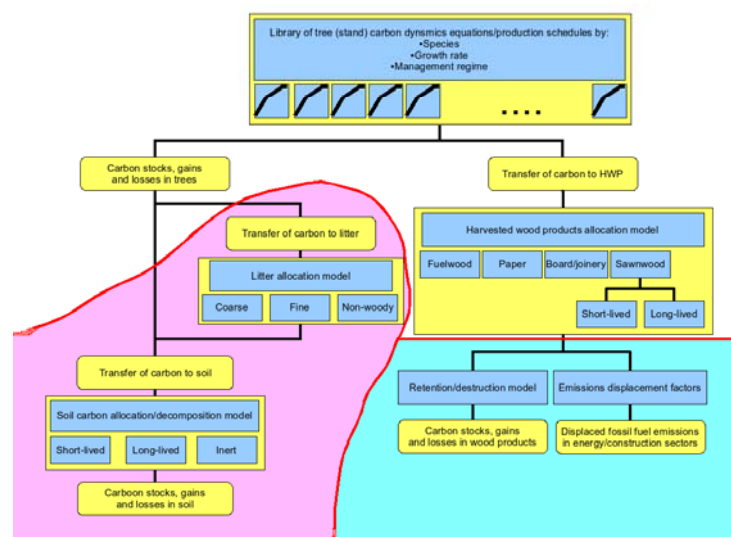 Library of tree (stand) carbon dynsmics equations/production schedules by:
•Species
•Growth rate
•Management regime
Carbon stocks, gains
and losses in trees
Transfer of carbon to HWP
Transfer of carbon to litter
Harvested wood products allocation model
Fuelwood
Paper
Board/joinery
Sawnwood
Litter allocation model
Coarse
Fine
Non-woody
Short-lived
Long-lived
Transfer of carbon to soil
Retention/destruction model
Emissions displacement factors
Soil carbon allocation/decomposition model
Short-lived
Long-lived
Inert
Carbon stocks, gains
and losses in wood products
Displaced fossil fuel emissions
in energy/construction sectors
Carboon stocks, gains
and losses in soil